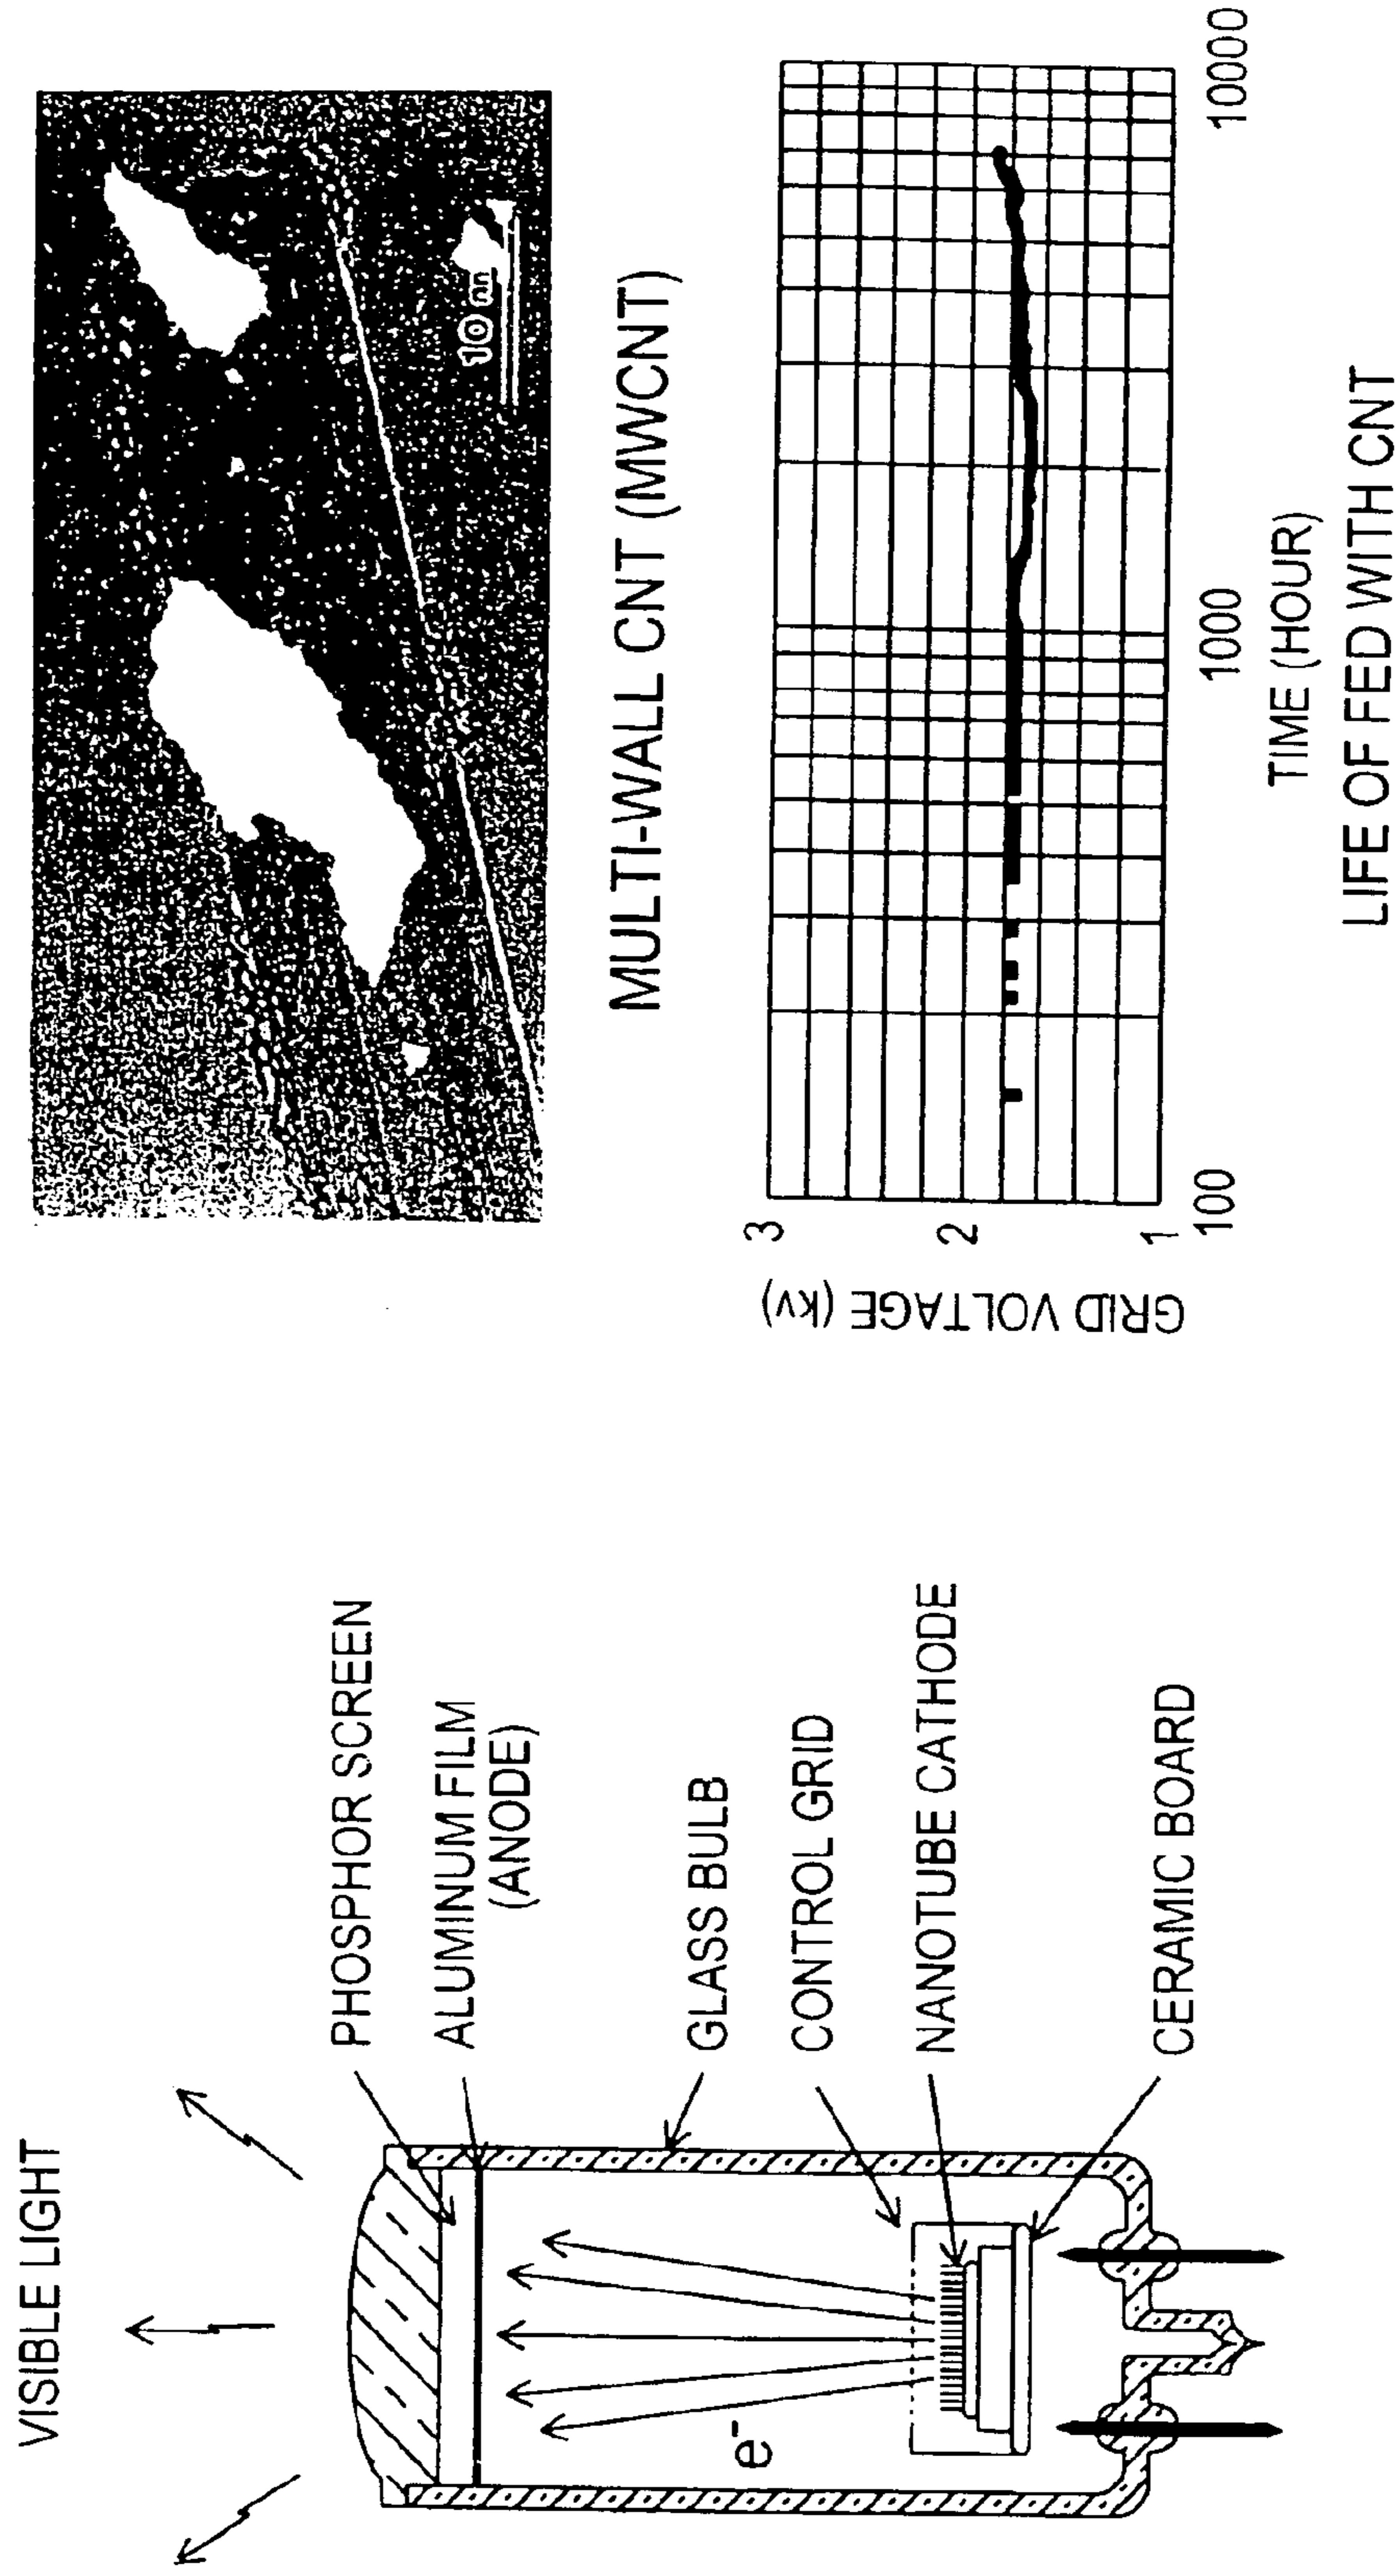 VISIBLE LIGHT
PHOSPHOR SCREEN
ALUMINUM FILM
(ANODE)
GLASS BULB
CONTROL GRID
NANOTUBE CATHODE
CERAMIC BOARD
e-
10 nm
MULTI-WALL CNT (MWCNT)
GRID VOLTAGE (kv)
3
2
1
100
1000
10000
TIME (HOUR)
LIFE OF FED WITH CNT